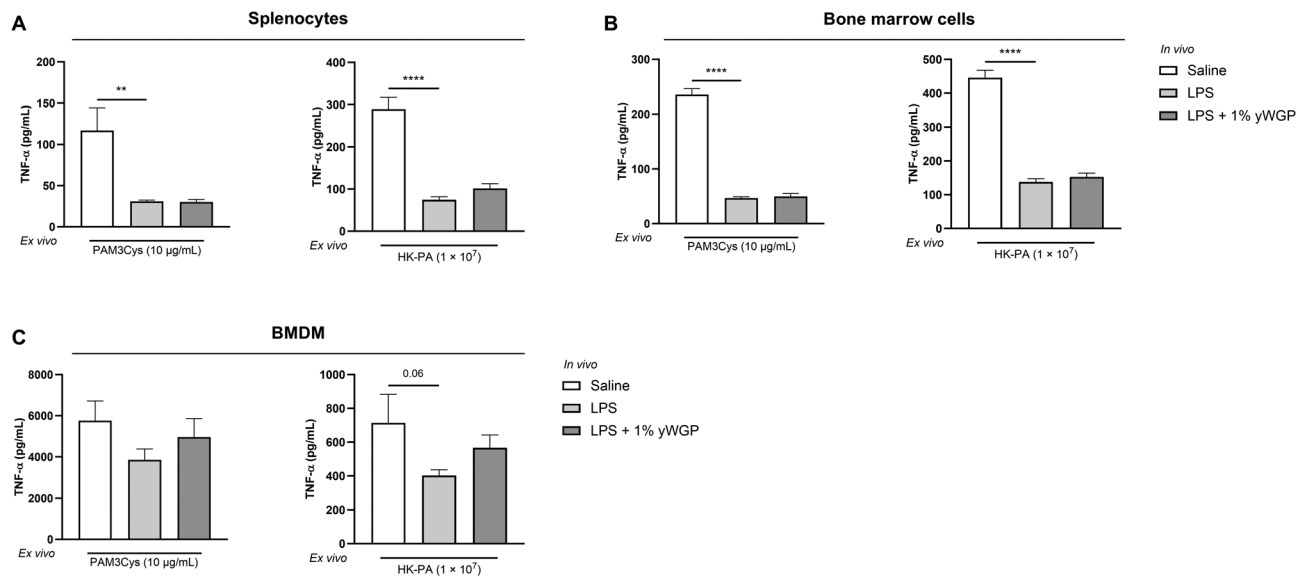 A
Splenocytes
TNF-α (pg/mL)
200
150
100
50
0
**
Ex vivo
PAM3Cys (10 µg/mL)
TNF-α (pg/mL)
400
300
200
100
0
****
Ex vivo
HK-PA (1 × 10⁷)
B
Bone marrow cells
TNF-α (pg/mL)
300
200
100
0
****
Ex vivo
PAM3Cys (10 µg/mL)
TNF-α (pg/mL)
500
400
300
200
100
0
****
Ex vivo
HK-PA (1 × 10⁷)
In vivo
Saline
LPS
LPS + 1% yWGP
C
BMDM
TNF-α (pg/mL)
8000
6000
4000
2000
0
Ex vivo
PAM3Cys (10 µg/mL)
TNF-α (pg/mL)
1000
800
600
400
200
0
0.06
Ex vivo
HK-PA (1 × 10⁷)
In vivo
Saline
LPS
LPS + 1% yWGP